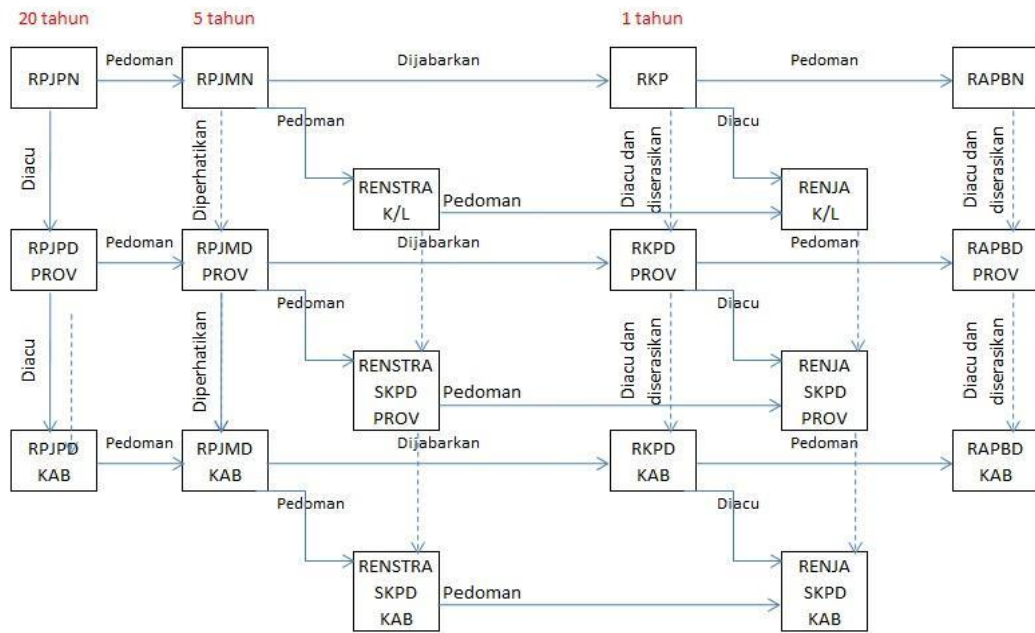 20 tahun
5 tahun
1 tahun
RPJPN
Pedoman
RPJMN
Dijabarkan
RKP
Pedoman
RAPBN
Diacu
Diperhatikan
Pedoman
Diacu dan
diserasikan
Diacu
Diacu dan
diserasikan
RENSTRA
K/L
Pedoman
RENJA
K/L
RPJPD
PROV
Pedoman
RPJMD
PROV
Dijabarkan
RKPD
PROV
Pedoman
RAPBD
PROV
Diacu
Diperhatikan
Pedoman
Diacu dan
diserasikan
Diacu
Diacu dan
diserasikan
RENSTRA
SKPD
PROV
Pedoman
RENJA
SKPD
PROV
RPJPD
KAB
Pedoman
RPJMD
KAB
Dijabarkan
RKPD
KAB
Pedoman
RAPBD
KAB
Pedoman
Diacu
RENSTRA
SKPD
KAB
Pedoman
RENJA
SKPD
KAB